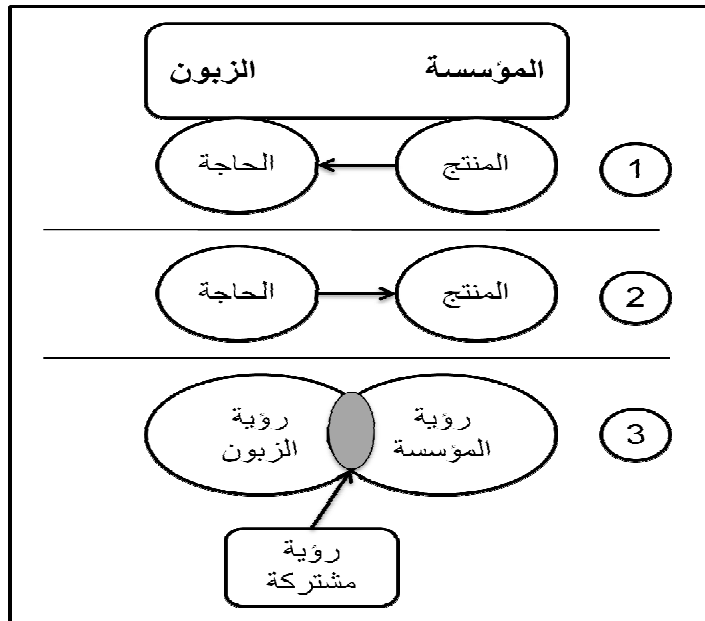 المؤسسة الزبون
المنتج الحاجة 1
الحاجة المنتج 2
رؤية
المؤسسة
رؤية
الزبون
3
رؤية
مشتركة